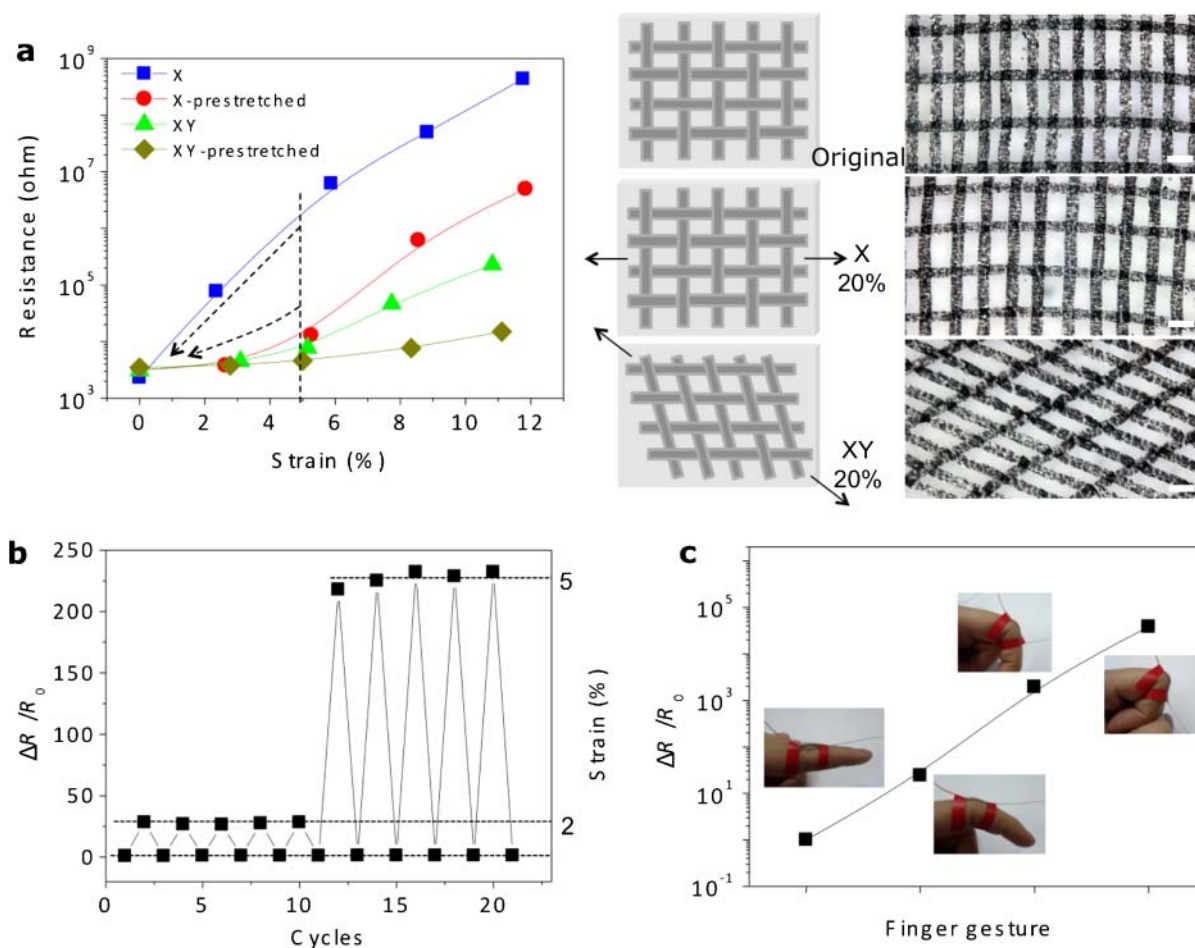 a
10^9
10^7
10^5
10^3
Resistance (ohm)
X
X-prestretched
XY
XY-prestretched
0 2 4 6 8 10 12
Strain (%)
Original
X
20%
XY
20%
b
250
200
150
100
50
0
ΔR/R_0
5
2
Strain (%)
0 5 10 15 20
Cycles
c
10^5
10^3
10^1
10^-1
ΔR/R_0
Finger gesture